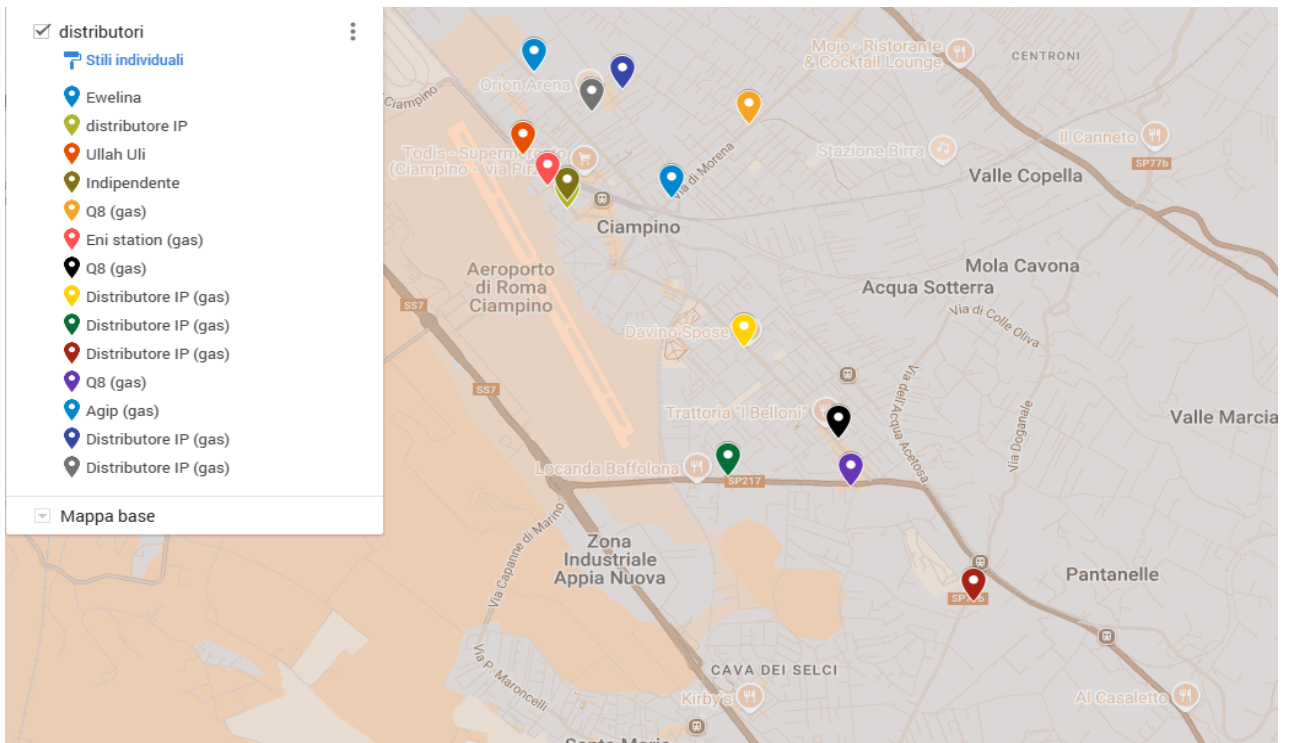 distributori
Stili individuali
Ewelina
distributore IP
Ullah Uli
Indipendente
Q8 (gas)
Eni station (gas)
Q8 (gas)
Distributore IP (gas)
Distributore IP (gas)
Distributore IP (gas)
Q8 (gas)
Agip (gas)
Distributore IP (gas)
Distributore IP (gas)
Mappa base
Mojo - Ristorante
& Cocktail Lounge
CENTRONI
Orion Arena
Ciampino
Il Canneto
Todis - Supermercato
(Ciampino - via
Stazione Birra
SP77b
Via di Morena
Valle Copella
Ciampino
Aeroporto
di Roma
Ciampino
Mola Cavona
Acqua Sotterra
SS7
Via di Colle Oliva
Davino Spose
SS7
Via dell'Acqua Acetosa
Trattoria "I Belloni"
Via Doganale
Valle Marcia
Locanda Baffolona
SP217
Via Capanne di Marino
Zona
Industriale
Appia Nuova
Pantanelle
Via P. Maroncelli
CAVA DEI SELCI
Kirby's
Al Casaletto